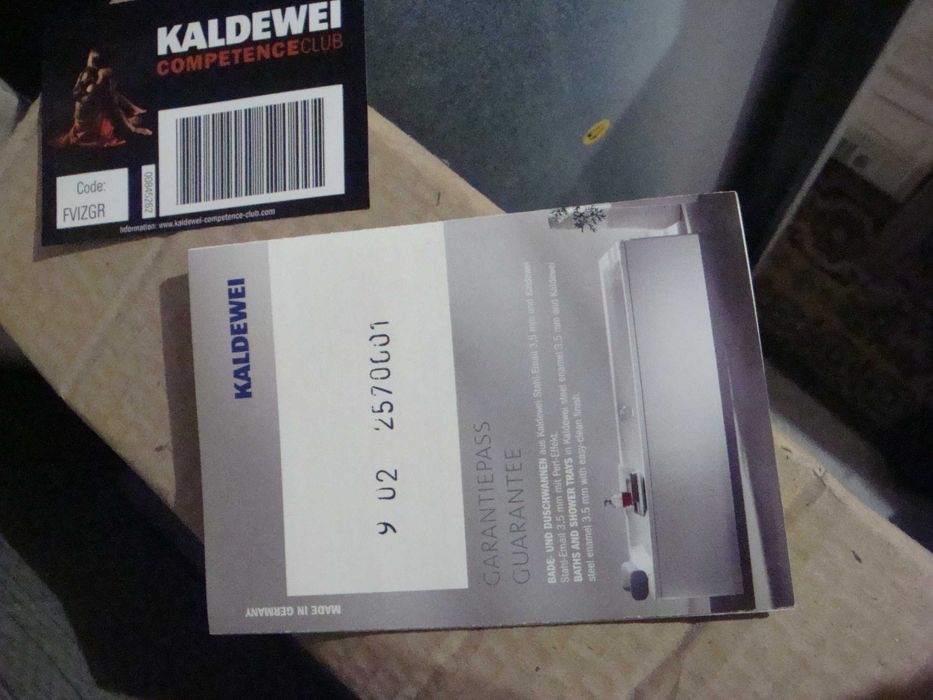 KALDEWEI
COMPETENCECLUB
Code:
FVIZGR
00845262
Information: www.kaldewei-competence-club.com
KALDEWEI
9 02 2570001
GARANTIEPASS
GUARANTEE
BADE- UND DUSCHWANNEN aus Kaldewei Stahl-Email 3,5 mm und Kaldewei
Stahl-Email 3,5 mm mit Perl-Effekt.
BATHS AND SHOWER TRAYS in Kaldewei steel enamel 3.5 mm and Kaldewei
steel enamel 3.5 mm with easy-clean finish.
MADE IN GERMANY